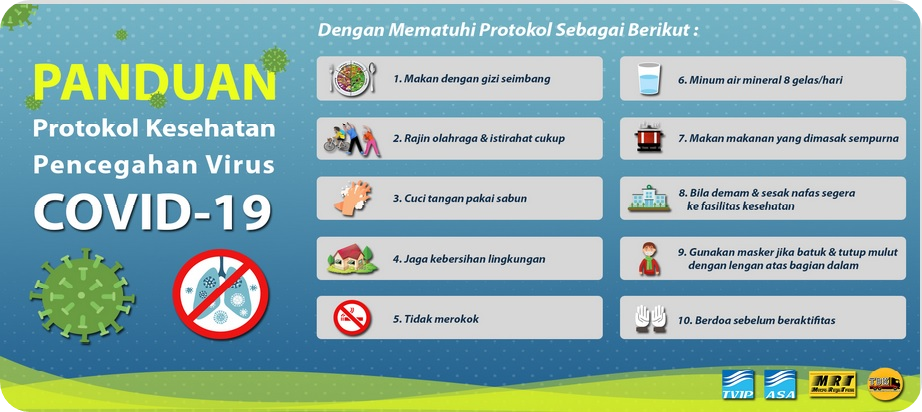 PANDUAN
Protokol Kesehatan
Pencegahan Virus
COVID-19
Dengan Mematuhi Protokol Sebagai Berikut :
1. Makan dengan gizi seimbang
2. Rajin olahraga & istirahat cukup
3. Cuci tangan pakai sabun
4. Jaga kebersihan lingkungan
5. Tidak merokok
6. Minum air mineral 8 gelas/hari
7. Makan makanan yang dimasak sempurna
8. Bila demam & sesak nafas segera
ke fasilitas kesehatan
9. Gunakan masker jika batuk & tutup mulut
dengan lengan atas bagian dalam
10. Berdoa sebelum beraktifitas
TVIP
ASA
MRT